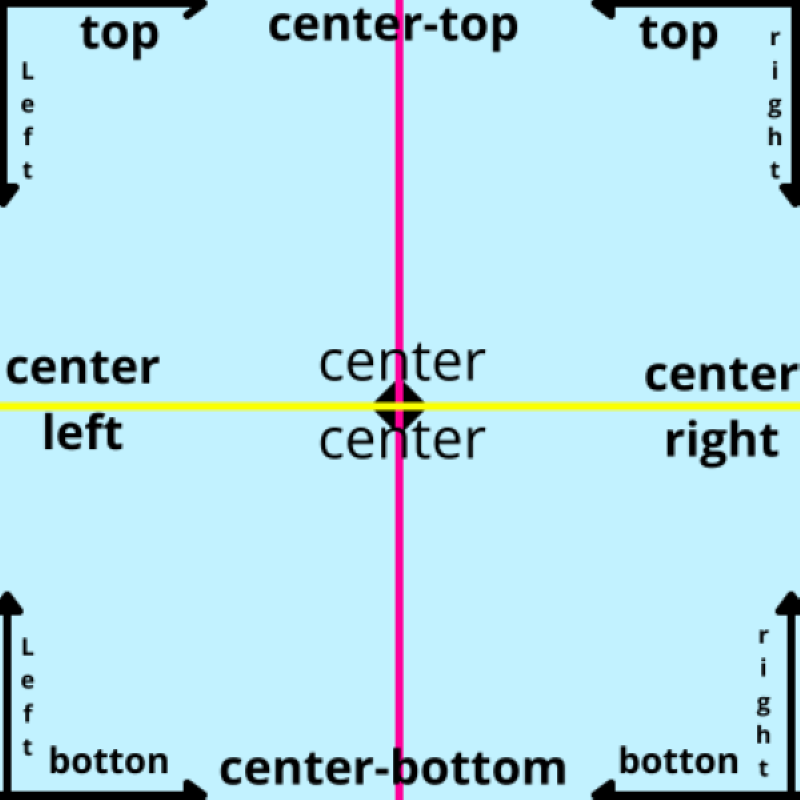 top
center-top
top
Left
right
center
center
center
left
center
right
Left
right
botton
center-bottom
botton